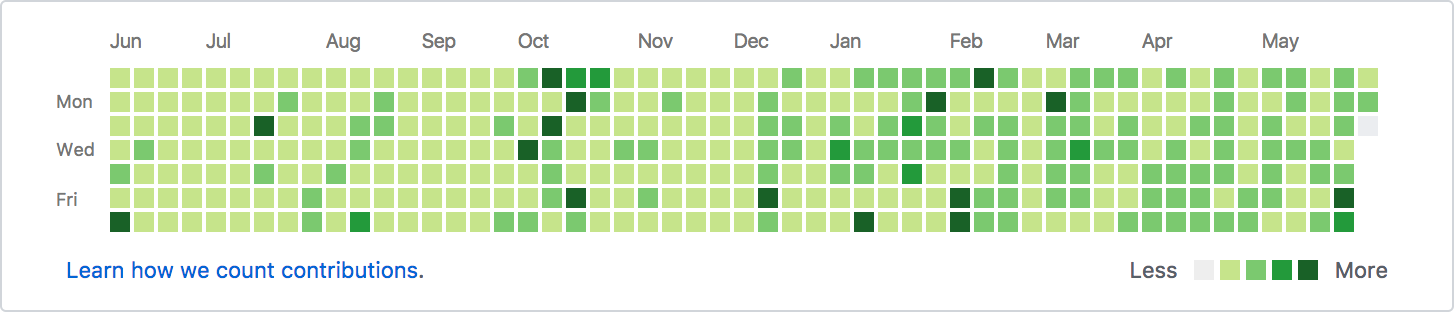 Jun Jul Aug Sep Oct Nov Dec Jan Feb Mar Apr May
Mon
Wed
Fri
Learn how we count contributions.
Less More